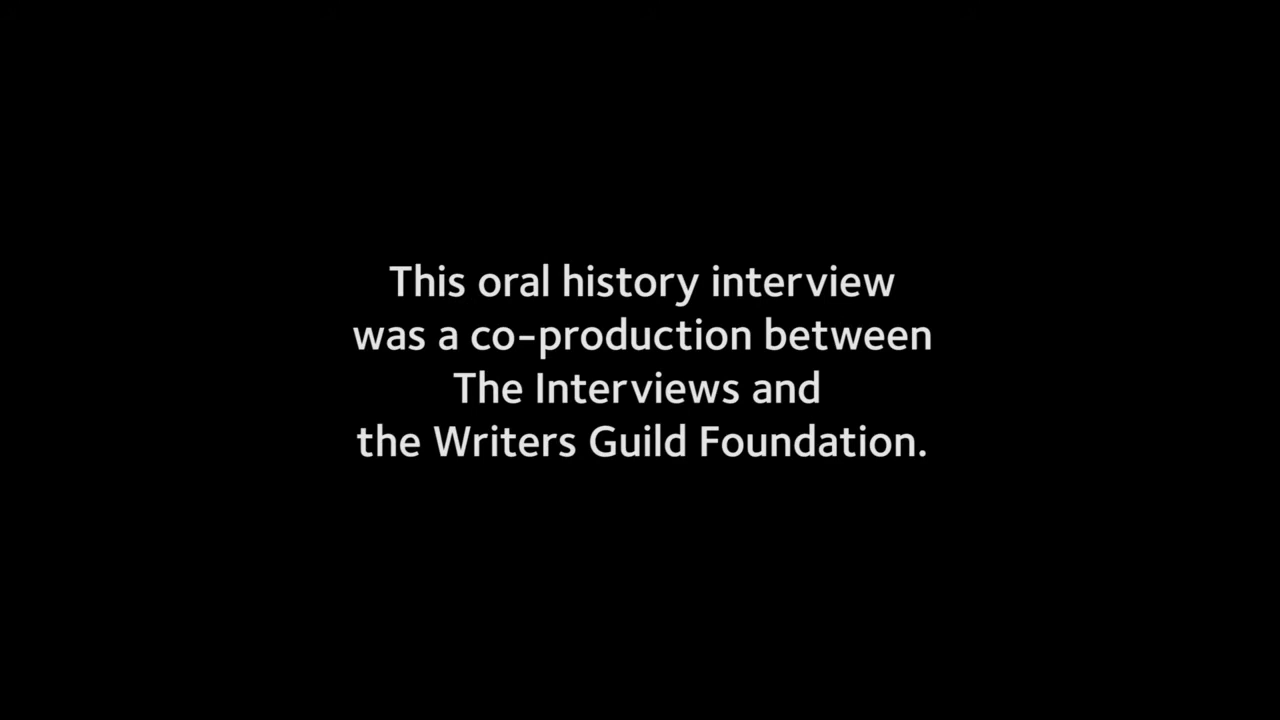 This oral history interview
was a co-production between
The Interviews and
the Writers Guild Foundation.